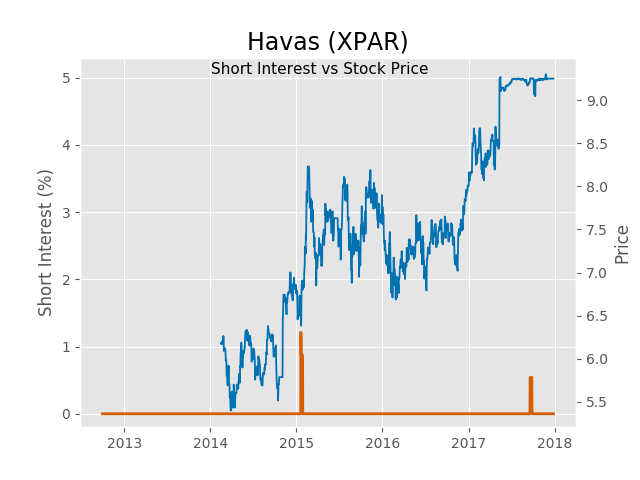 Havas (XPAR)
Short Interest vs Stock Price
Short Interest (%)
5
4
3
2
1
0
9.0
8.5
8.0
7.5
7.0
6.5
6.0
5.5
Price
2013 2014 2015 2016 2017 2018